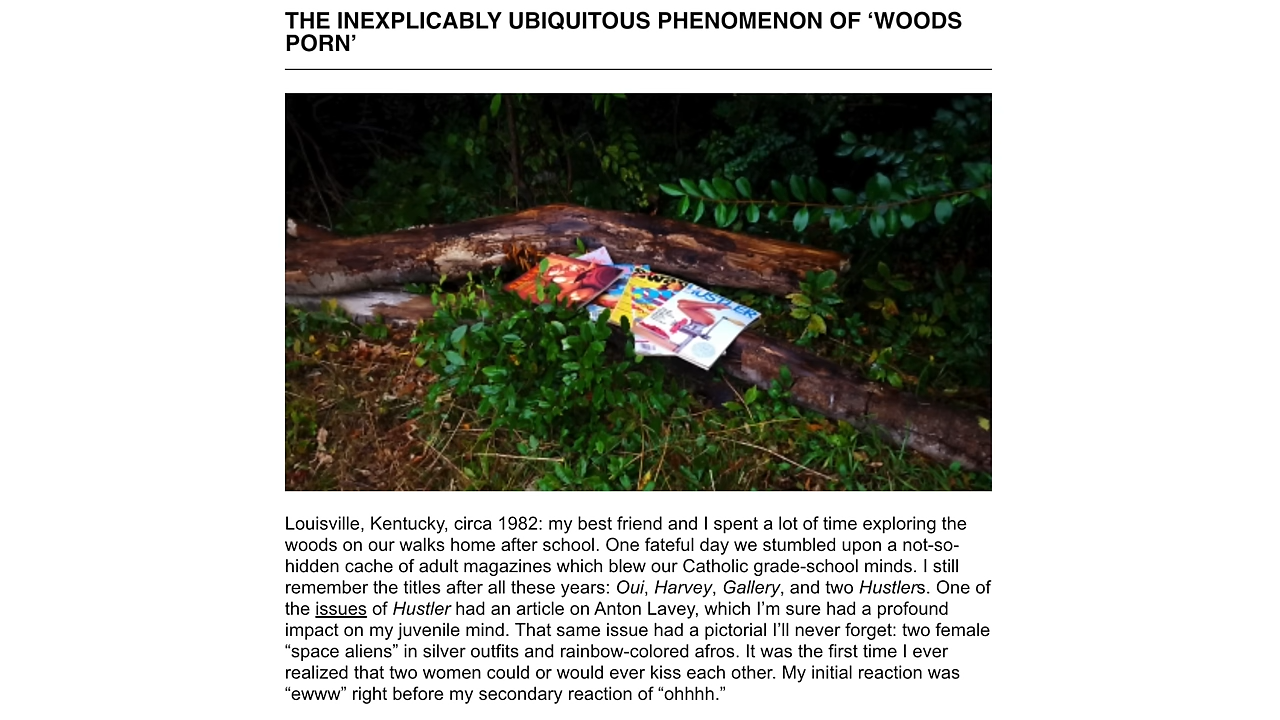 THE INEXPLICABLY UBIQUITOUS PHENOMENON OF ‘WOODS
PORN’
HUSTLER
Louisville, Kentucky, circa 1982: my best friend and I spent a lot of time exploring the
woods on our walks home after school. One fateful day we stumbled upon a not-so-
hidden cache of adult magazines which blew our Catholic grade-school minds. I still
remember the titles after all these years: Oui, Harvey, Gallery, and two Hustlers. One of
the issues of Hustler had an article on Anton Lavey, which I’m sure had a profound
impact on my juvenile mind. That same issue had a pictorial I’ll never forget: two female
“space aliens” in silver outfits and rainbow-colored afros. It was the first time I ever
realized that two women could or would ever kiss each other. My initial reaction was
“ewww” right before my secondary reaction of “ohhhh.”